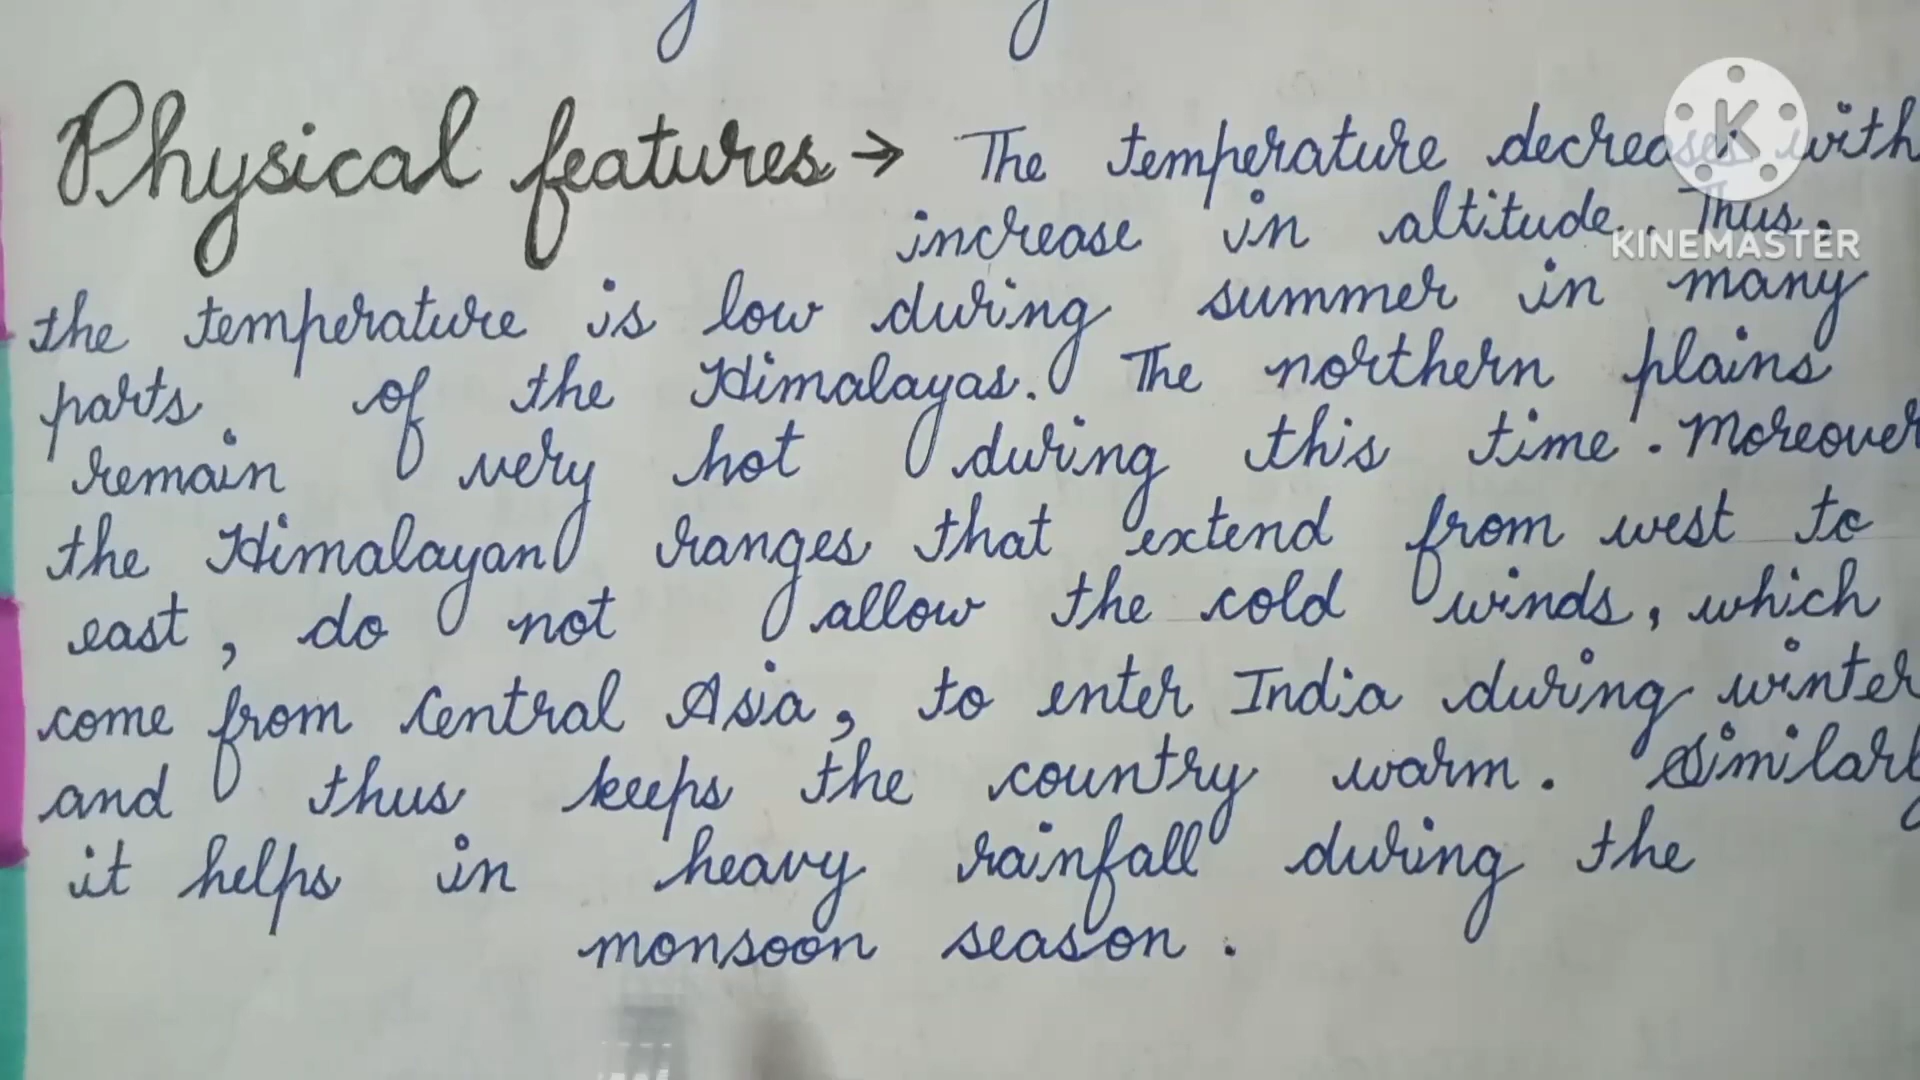 Physical features → The temperature decreases with
increase in altitude. Thus,
the temperature is low during summer in many
parts of the Himalayas. The northern plains
remain very hot during this time. Moreover
the Himalayan ranges that extend from west to
east, do not allow the cold winds, which
come from Central Asia, to enter India during winter
and thus keeps the country warm. Similarly
it helps in heavy rainfall during the
monsoon season.
K
KINEMASTER